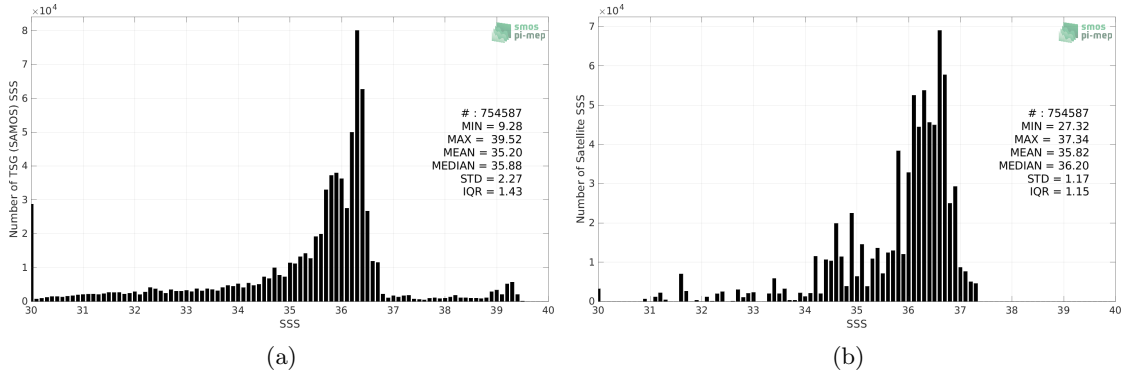 ×10⁴
8
7
6
5
4
3
2
1
0
Number of TSG (SAMOS) SSS
30 31 32 33 34 35 36 37 38 39 40
SSS
smos
pi-mep
# : 754587
MIN = 9.28
MAX = 39.52
MEAN = 35.20
MEDIAN = 35.88
STD = 2.27
IQR = 1.43
(a)
×10⁴
7
6
5
4
3
2
1
0
Number of Satellite SSS
30 31 32 33 34 35 36 37 38 39 40
SSS
smos
pi-mep
# : 754587
MIN = 27.32
MAX = 37.34
MEAN = 35.82
MEDIAN = 36.20
STD = 1.17
IQR = 1.15
(b)